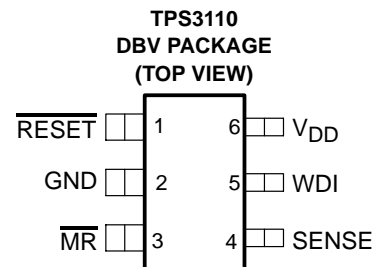 TPS3110
DBV PACKAGE
(TOP VIEW)
RESET 1 6 VDD
GND 2 5 WDI
MR 3 4 SENSE